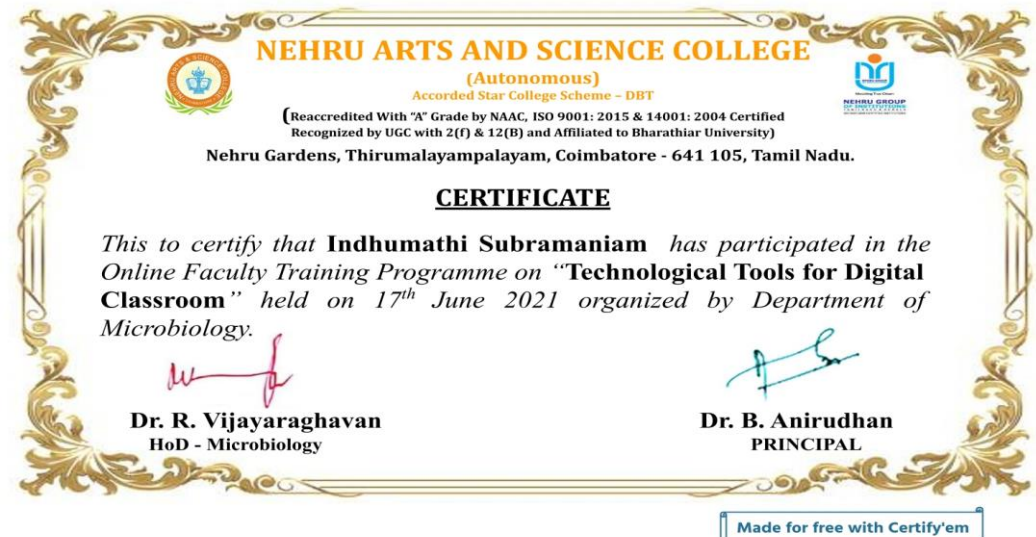 NEHRU ARTS AND SCIENCE COLLEGE
(Autonomous)
Accorded Star College Scheme – DBT
(Reaccredited With “A” Grade by NAAC, ISO 9001: 2015 & 14001: 2004 Certified
Recognized by UGC with 2(f) & 12(B) and Affiliated to Bharathiar University)
NEHRU GROUP
OF INSTITUTIONS
Nehru Gardens, Thirumalayampalayam, Coimbatore - 641 105, Tamil Nadu.
CERTIFICATE
This to certify that Indhumathi Subramaniam has participated in the
Online Faculty Training Programme on “Technological Tools for Digital
Classroom” held on 17th June 2021 organized by Department of
Microbiology.
Dr. R. Vijayaraghavan
HoD - Microbiology
Dr. B. Anirudhan
PRINCIPAL
Made for free with Certify'em